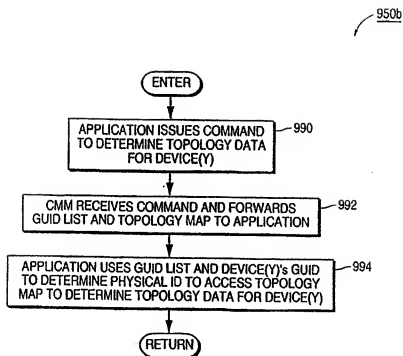 950b
ENTER
APPLICATION ISSUES COMMAND
TO DETERMINE TOPOLOGY DATA
FOR DEVICE(Y)
990
CMM RECEIVES COMMAND AND FORWARDS
GUID LIST AND TOPOLOGY MAP TO APPLICATION
992
APPLICATION USES GUID LIST AND DEVICE(Y)'s GUID
TO DETERMINE PHYSICAL ID TO ACCESS TOPOLOGY
MAP TO DETERMINE TOPOLOGY DATA FOR DEVICE(Y)
994
RETURN